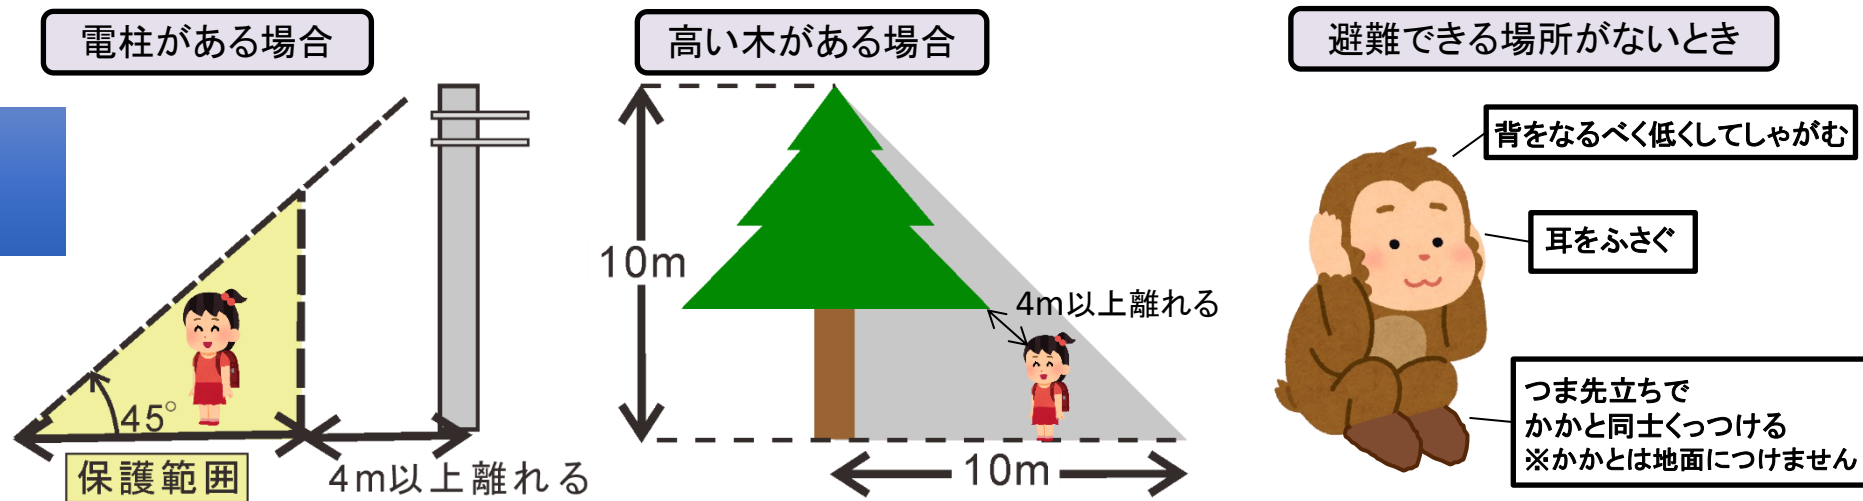 電柱がある場合
45°
保護範囲
4m以上離れる
高い木がある場合
10m
4m以上離れる
10m
避難できる場所がないとき
背をなるべく低くしてしゃがむ
耳をふさぐ
つま先立ちで
かかと同士くっつける
※かかとは地面につけません